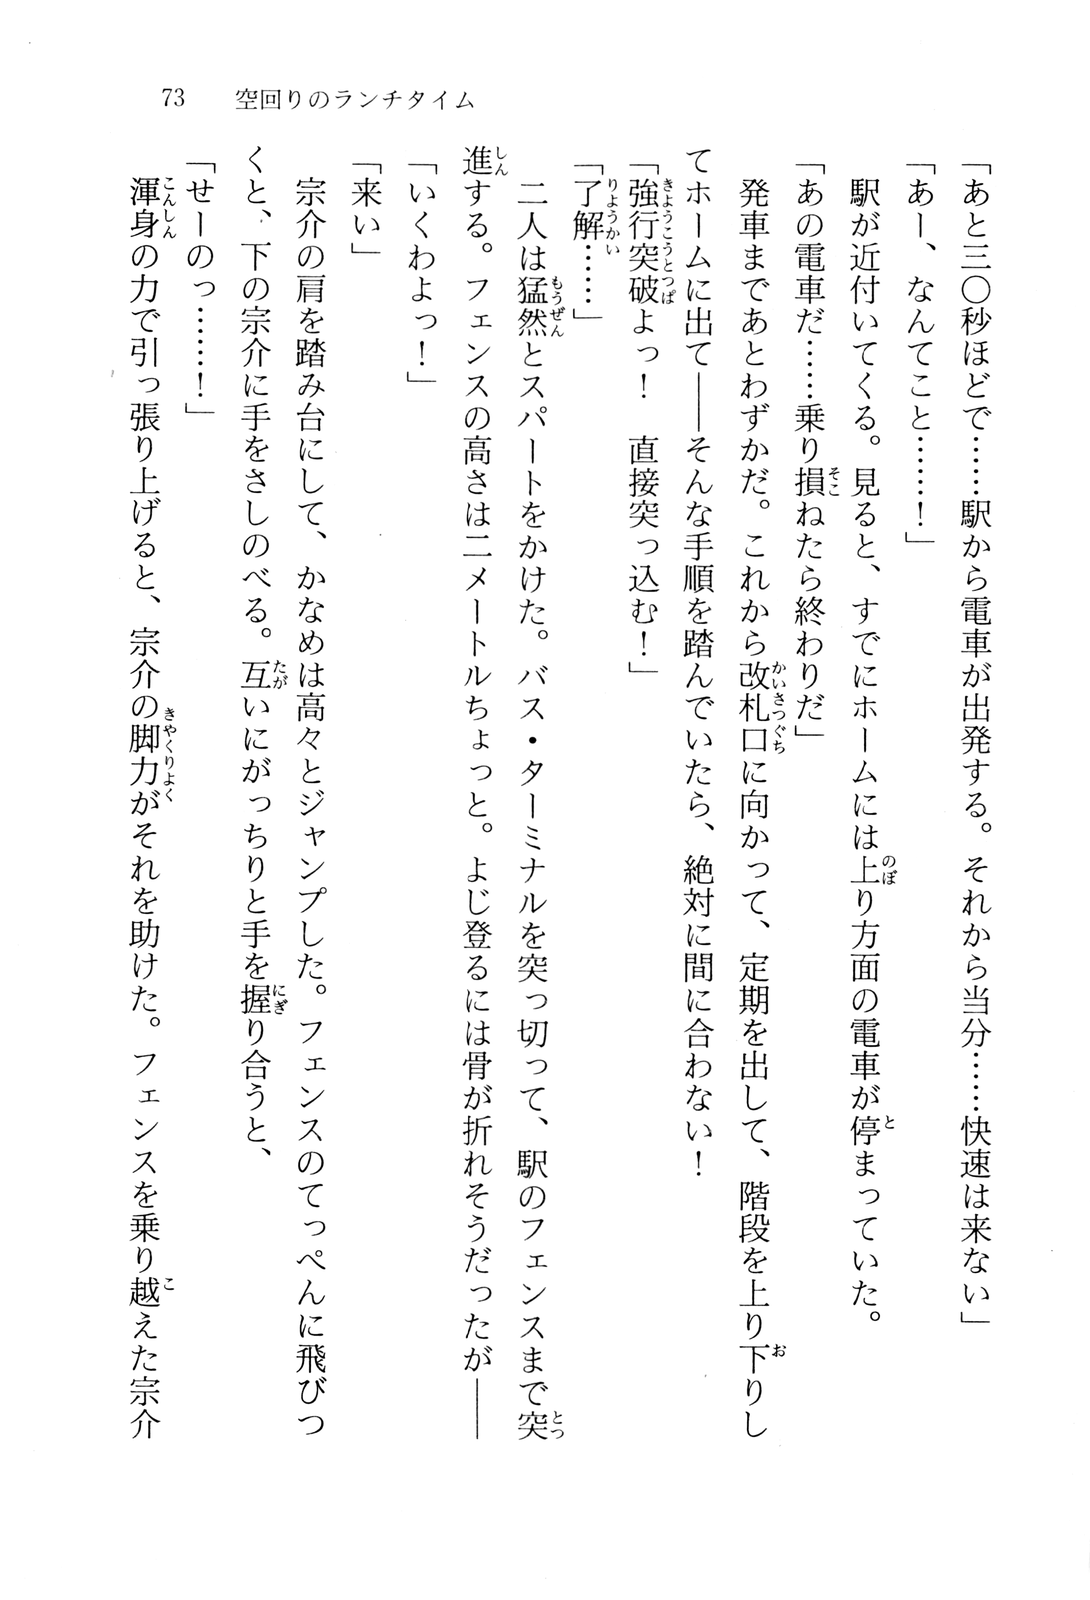 73　空回りのランチタイム
「あと三〇秒ほどで……駅から電車が出発する。それから当分……快速は来ない」
「あー、なんてこと……！」
駅が近付いてくる。見ると、すでにホームには上り方面の電車が停まっていた。
「あの電車だ……乗り損ねたら終わりだ」
発車まであとわずかだ。これから改札口に向かって、定期を出して、階段を上り下りし
てホームに出て――そんな手順を踏んでいたら、絶対に間に合わない！
「強行突破よっ！　直接突っ込む！」
「了解……」
二人は猛然とスパートをかけた。バス・ターミナルを突っ切って、駅のフェンスまで突
進する。フェンスの高さは二メートルちょっと。よじ登るには骨が折れそうだったが――
「いくわよっ！」
「来い」
宗介の肩を踏み台にして、かなめは高々とジャンプした。フェンスのてっぺんに飛びつ
くと、下の宗介に手をさしのべる。互いにがっちりと手を握り合うと、
「せーのっ……！」
渾身の力で引っ張り上げると、宗介の脚力がそれを助けた。フェンスを乗り越えた宗介